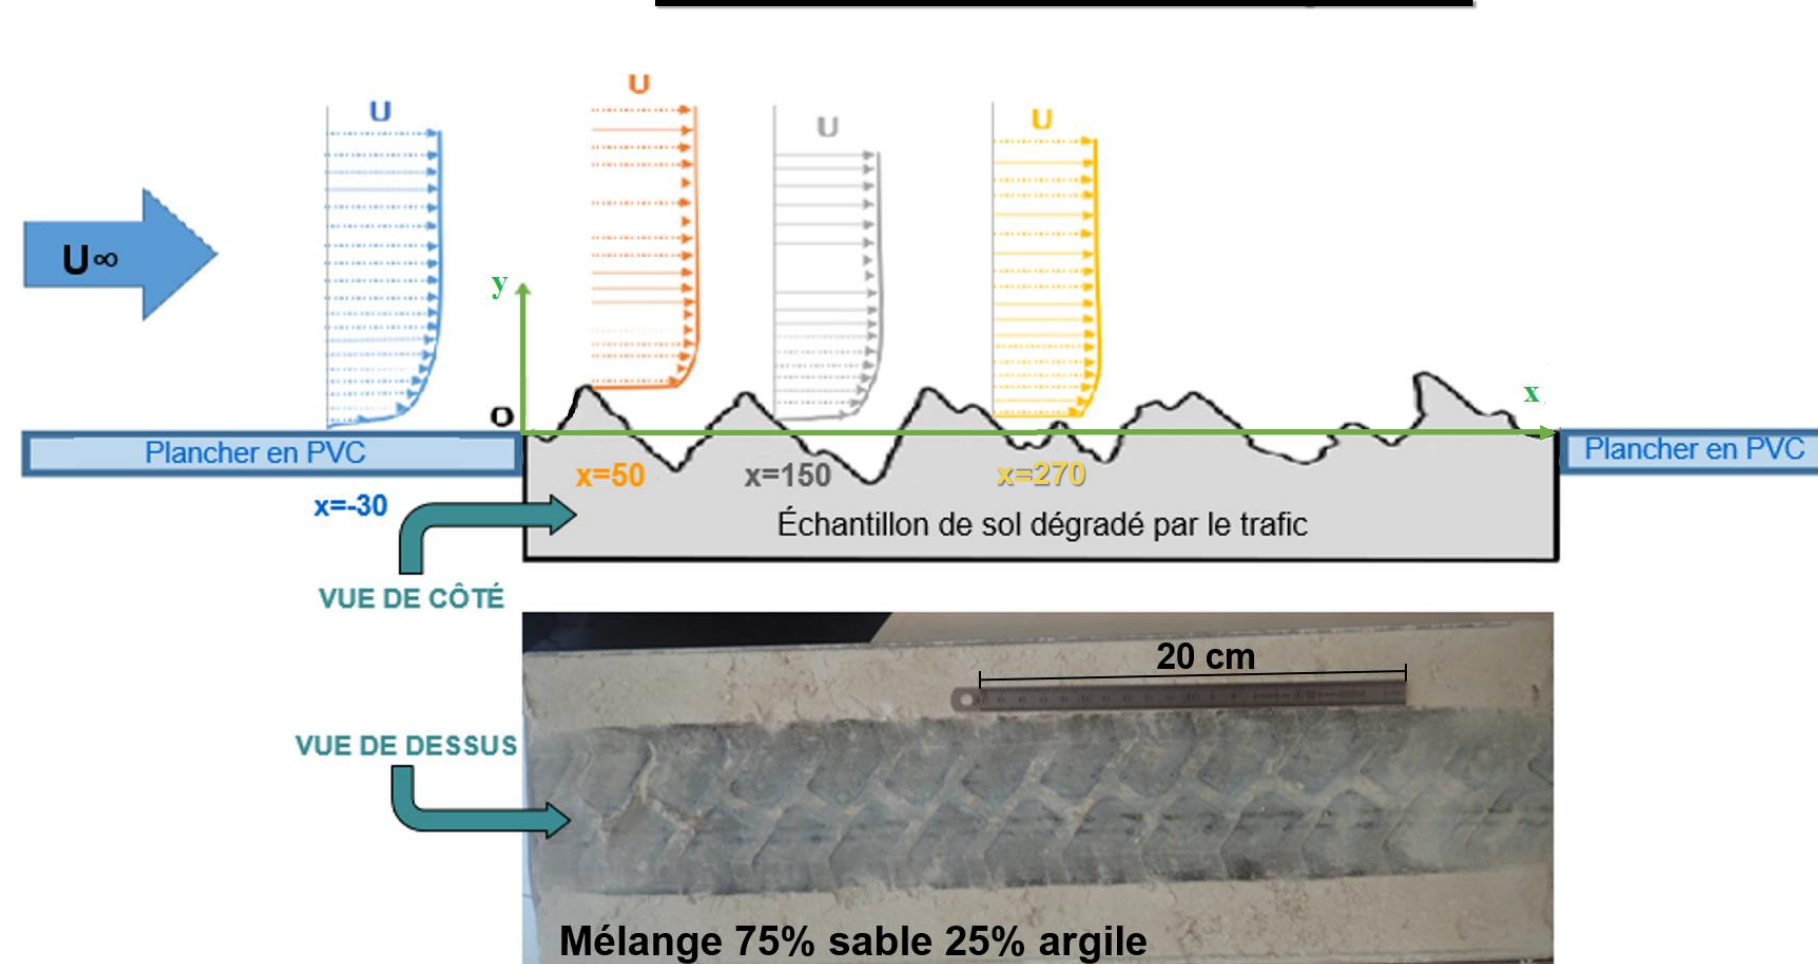 U
U
U
U
U∞
y
x
O
Plancher en PVC
Plancher en PVC
x=50
x=150
x=270
x=-30
Échantillon de sol dégradé par le trafic
VUE DE CÔTÉ
20 cm
VUE DE DESSUS
Mélange 75% sable 25% argile